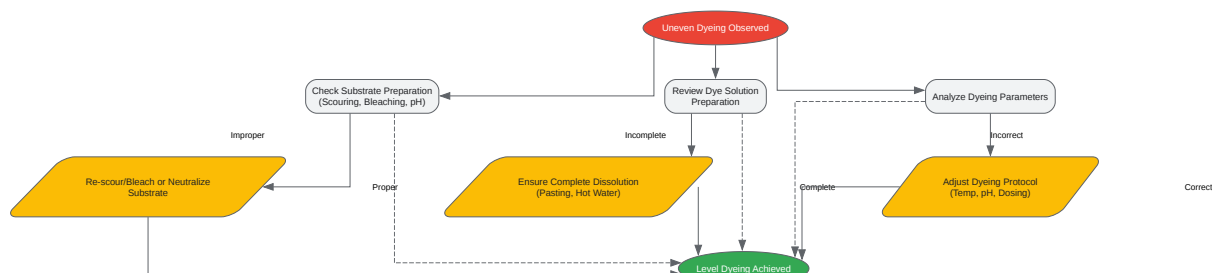 Uneven Dyeing Observed
Check Substrate Preparation
(Scouring, Bleaching, pH)
Review Dye Solution
Preparation
Analyze Dyeing Parameters
Improper
Incomplete
Incorrect
Re-scour/Bleach or Neutralize
Substrate
Proper
Ensure Complete Dissolution
(Pasting, Hot Water)
Complete
Adjust Dyeing Protocol
(Temp, pH, Dosing)
Correct
Level Dyeing Achieved